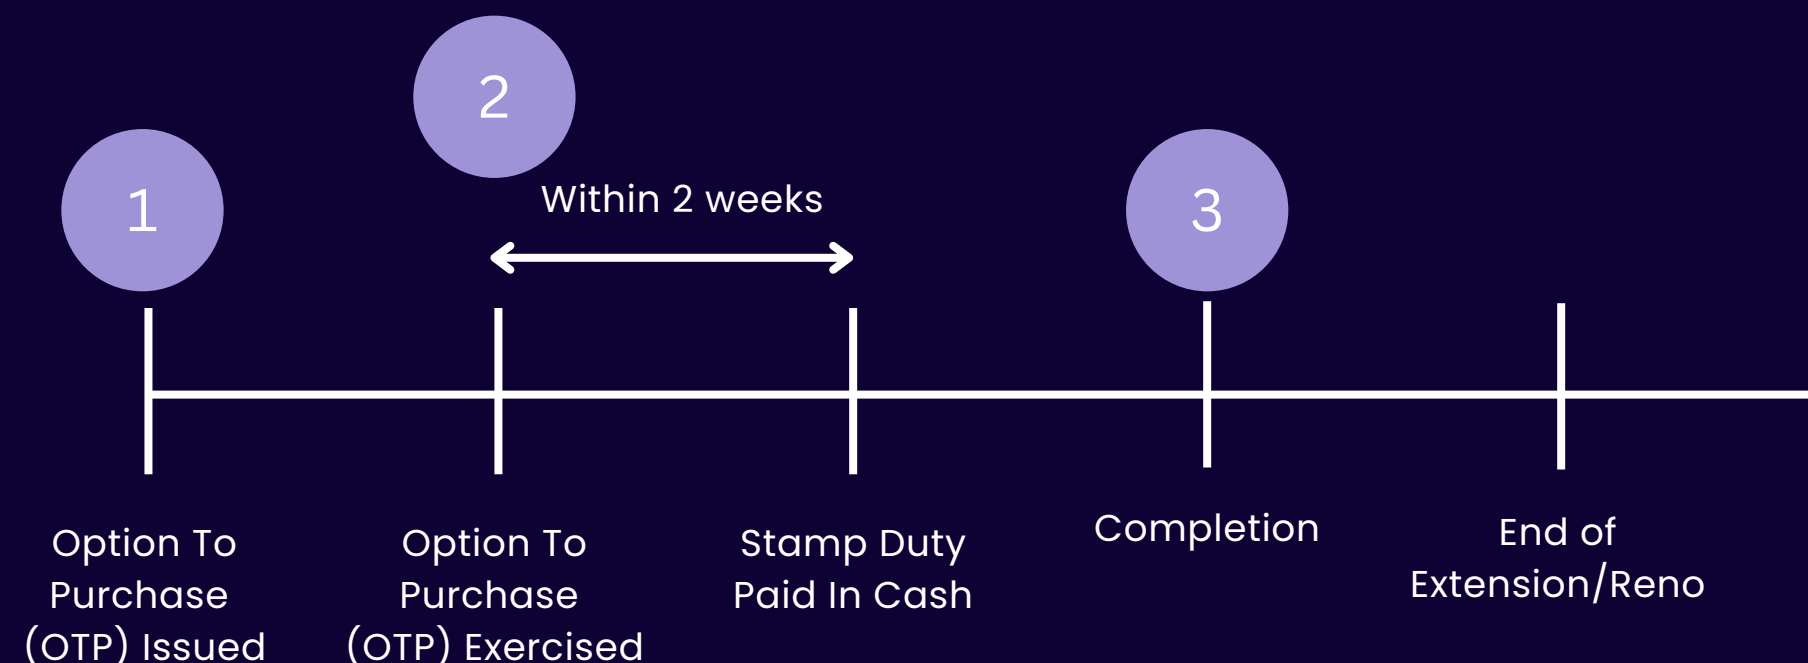 1
2
Within 2 weeks
3
Option To
Purchase
(OTP) Issued
Option To
Purchase
(OTP) Exercised
Stamp Duty
Paid In Cash
Completion
End of
Extension/Reno